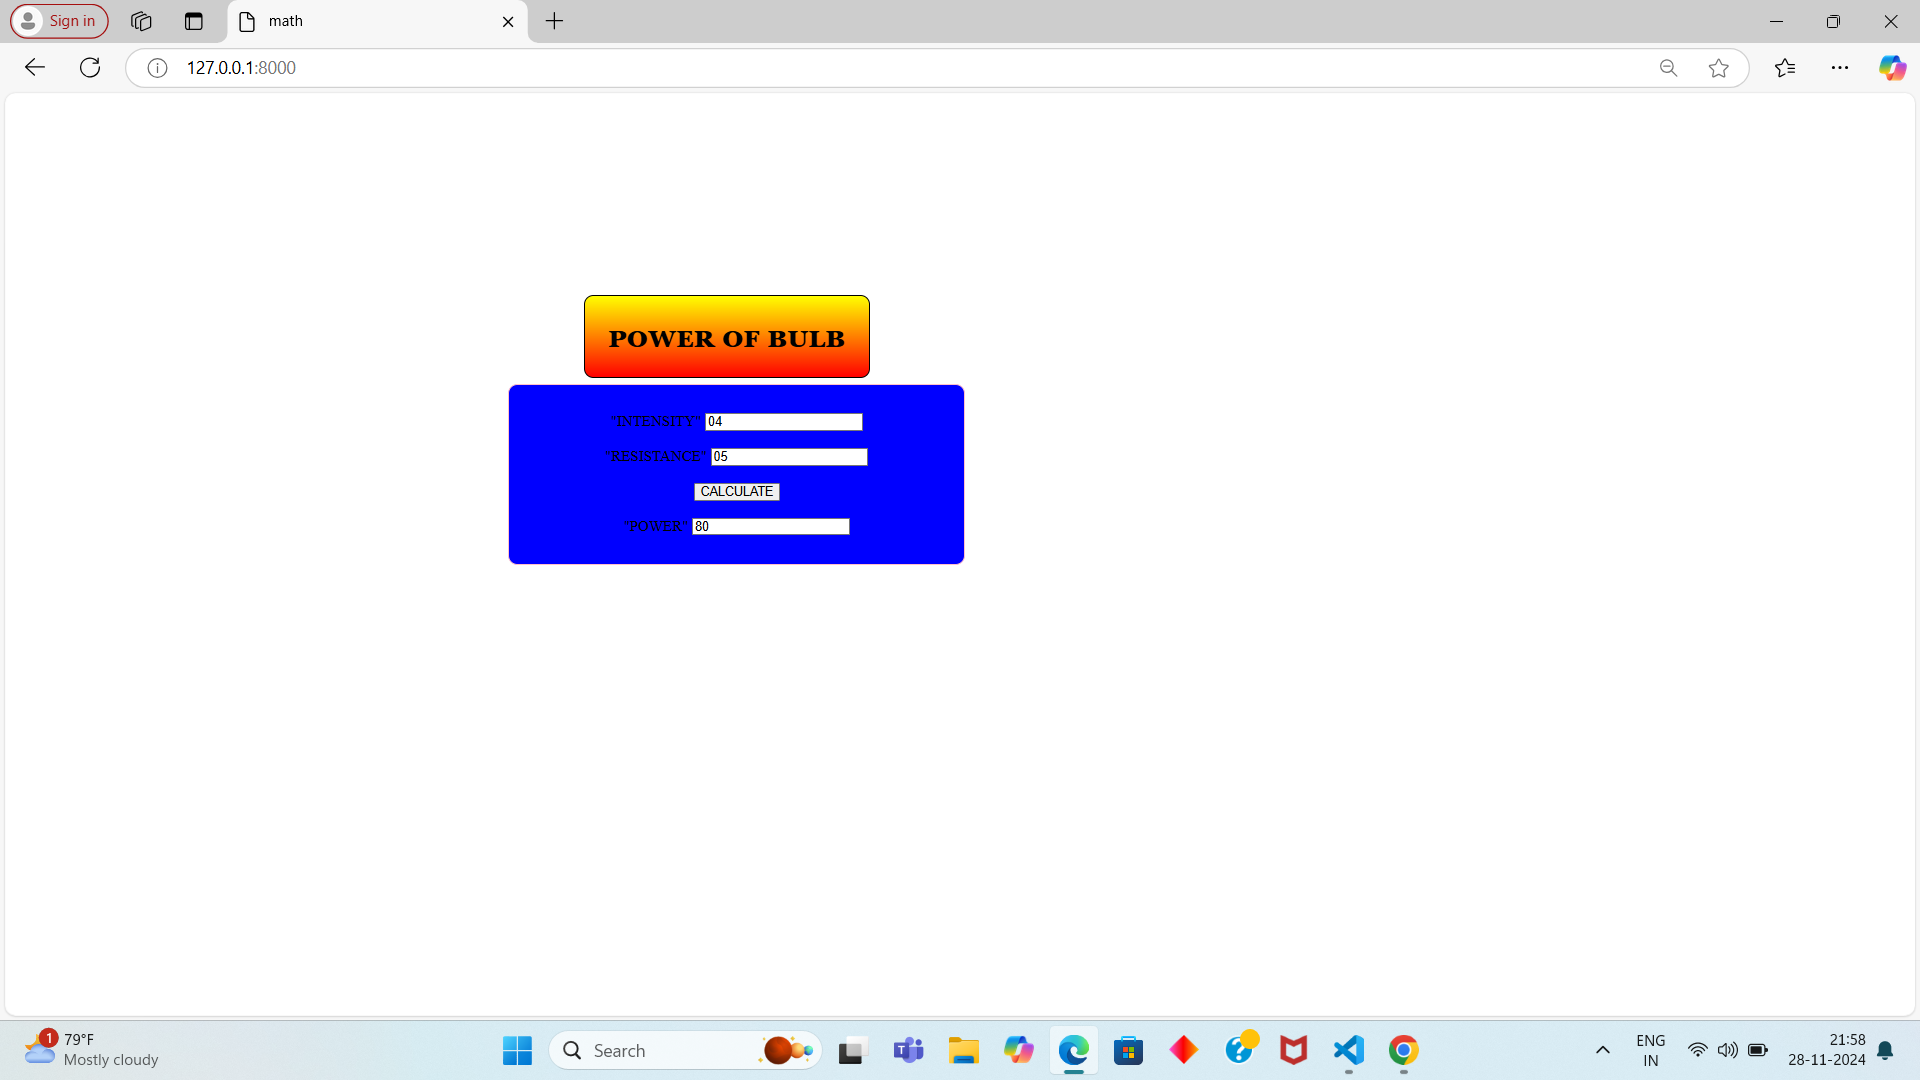 Sign in
math
127.0.0.1:8000
POWER OF BULB
"INTENSITY" 04
"RESISTANCE" 05
CALCULATE
"POWER" 80
1
79°F
Mostly cloudy
Search
ENG
IN
21:58
28-11-2024